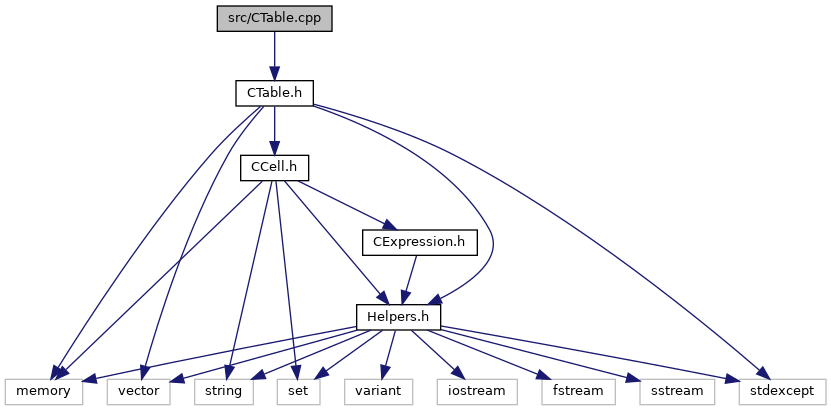 src/CTable.cpp
CTable.h
CCell.h
CExpression.h
Helpers.h
memory
vector
string
set
variant
iostream
fstream
sstream
stdexcept